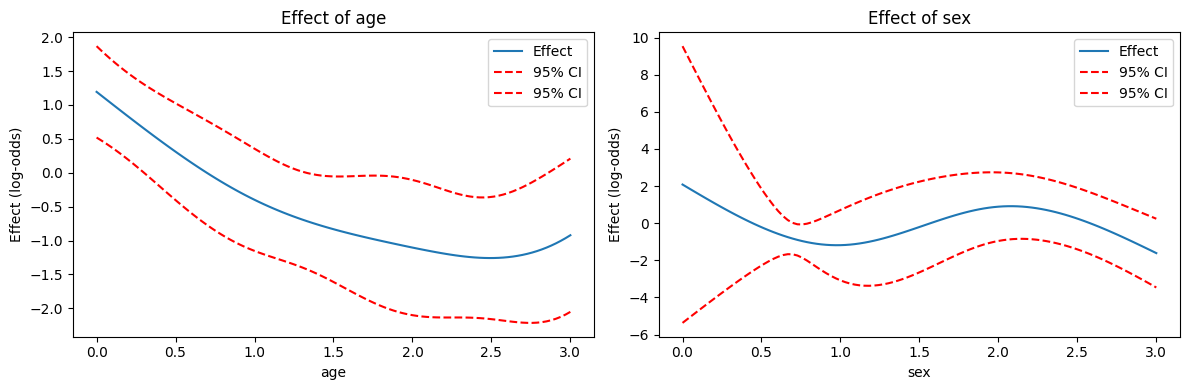 Effect of age
Effect (log-odds)
2.0
1.5
1.0
0.5
0.0
−0.5
−1.0
−1.5
−2.0
Effect
95% CI
95% CI
0.0 0.5 1.0 1.5 2.0 2.5 3.0
age
Effect of sex
Effect (log-odds)
10
8
6
4
2
0
−2
−4
−6
Effect
95% CI
95% CI
0.0 0.5 1.0 1.5 2.0 2.5 3.0
sex